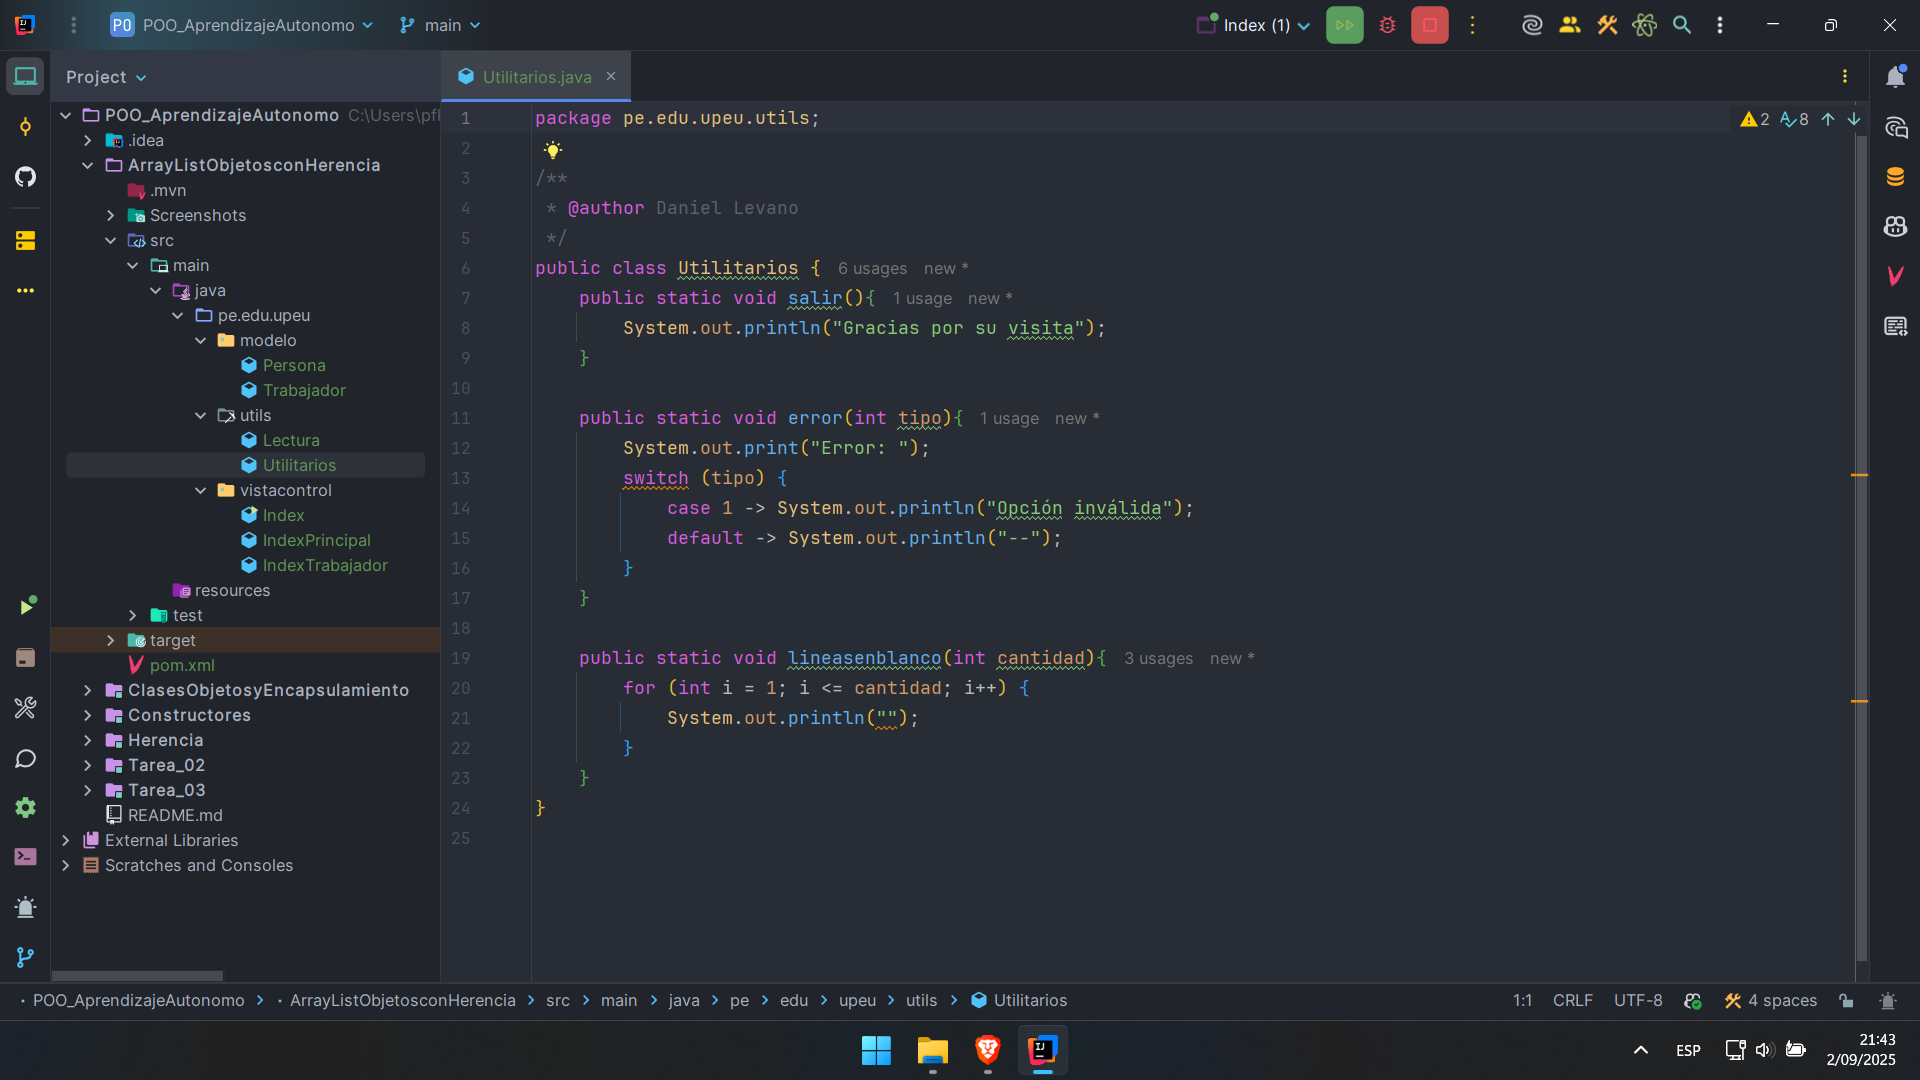 PO POO_AprendizajeAutonomo main Index (1)
Project
Utilitarios.java
POO_AprendizajeAutonomo C:\Users\pfl
.idea
ArrayListObjetosconHerencia
.mvn
Screenshots
src
main
java
pe.edu.upeu
modelo
Persona
Trabajador
utils
Lectura
Utilitarios
vistacontrol
Index
IndexPrincipal
IndexTrabajador
resources
test
target
pom.xml
ClasesObjetosyEncapsulamiento
Constructores
Herencia
Tarea_02
Tarea_03
README.md
External Libraries
Scratches and Consoles
1 package pe.edu.upeu.utils;
2
3 /**
4 * @author Daniel Levano
5 */
6 public class Utilitarios { 6 usages new *
7 public static void salir(){ 1 usage new *
8 System.out.println("Gracias por su visita");
9 }
10
11 public static void error(int tipo){ 1 usage new *
12 System.out.print("Error: ");
13 switch (tipo) {
14 case 1 -> System.out.println("Opción inválida");
15 default -> System.out.println("--");
16 }
17 }
18
19 public static void lineasenblanco(int cantidad){ 3 usages new *
20 for (int i = 1; i <= cantidad; i++) {
21 System.out.println("");
22 }
23 }
24 }
25
2 8
POO_AprendizajeAutonomo > ArrayListObjetosconHerencia > src > main > java > pe > edu > upeu > utils > Utilitarios
1:1 CRLF UTF-8 4 spaces
ESP
21:43
2/09/2025